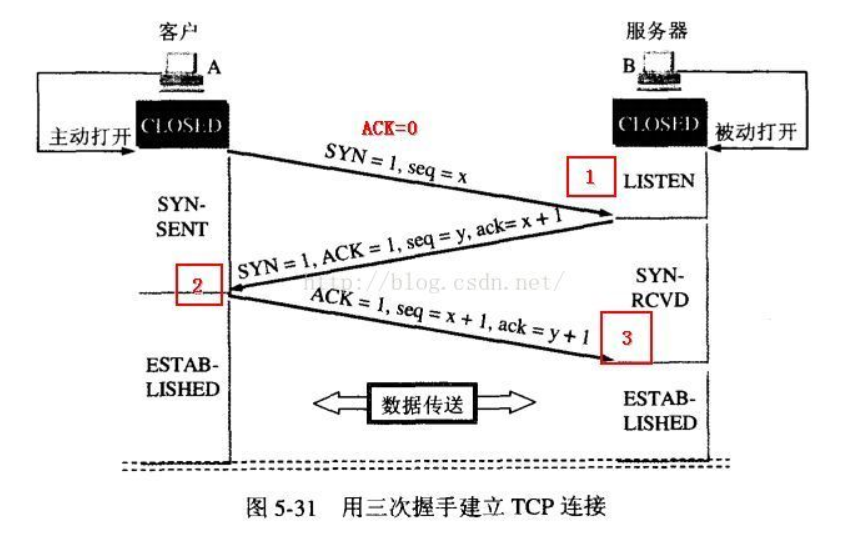 客户
服务器
A
B
CLOSED
CLOSED
主动打开
被动打开
ACK=0
SYN = 1, seq = x
1
LISTEN
SYN-
SENT
SYN = 1, ACK = 1, seq = y, ack= x + 1
2
http://blog.csdn.net/
SYN-
RCVD
ACK = 1, seq = x + 1, ack = y + 1
3
ESTAB-
LISHED
数据传送
ESTAB-
LISHED
图 5-31 用三次握手建立 TCP 连接